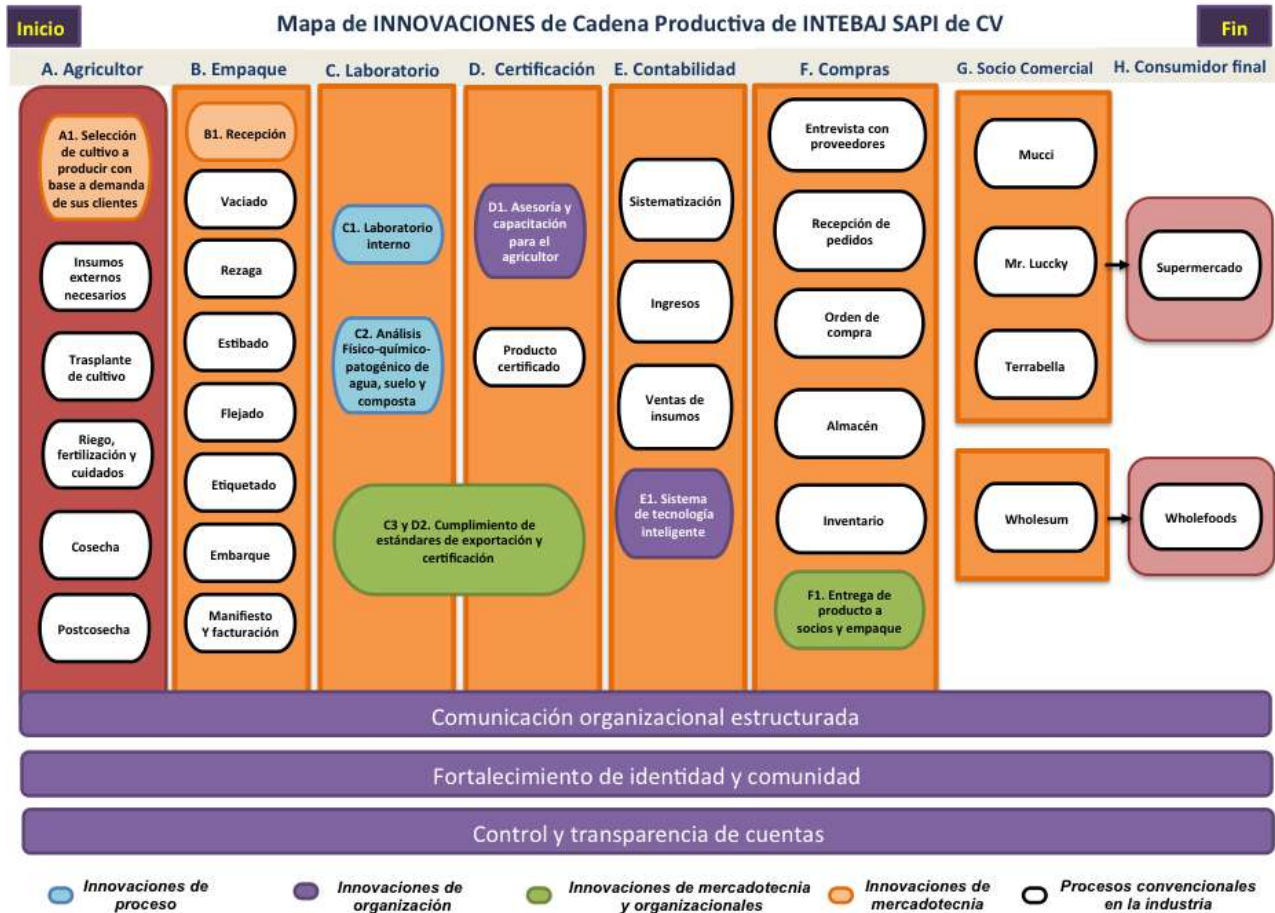 Inicio
Mapa de INNOVACIONES de Cadena Productiva de INTEBAJ SAPI de CV
Fin
A. Agricultor
B. Empaque
C. Laboratorio
D. Certificación
E. Contabilidad
F. Compras
G. Socio Comercial
H. Consumidor final
A1. Selección
de cultivo a
producir con
base a demanda
de sus clientes
Insumos
externos
necesarios
Trasplante
de cultivo
Riego,
fertilización y
cuidados
Cosecha
Postcosecha
B1. Recepción
Vaciado
Rezaga
Estibado
Flejado
Etiquetado
Embarque
Manifiesto
Y facturación
C1. Laboratorio
interno
C2. Análisis
Físico-químico-
patogénico de
agua, suelo y
composta
C3 y D2. Cumplimiento de
estándares de exportación y
certificación
D1. Asesoría y
capacitación
para el
agricultor
Producto
certificado
Sistematización
Ingresos
Ventas de
insumos
E1. Sistema
de tecnología
inteligente
Entrevista con
proveedores
Recepción de
pedidos
Orden de
compra
Almacén
Inventario
F1. Entrega de
producto a
socios y empaque
Mucci
Mr. Luccky
Terrabella
Wholesum
Supermercado
Wholefoods
Comunicación organizacional estructurada
Fortalecimiento de identidad y comunidad
Control y transparencia de cuentas
Innovaciones de
proceso
Innovaciones de
organización
Innovaciones de mercadotecnia
y organizacionales
Innovaciones de
mercadotecnia
Procesos convencionales
en la industria